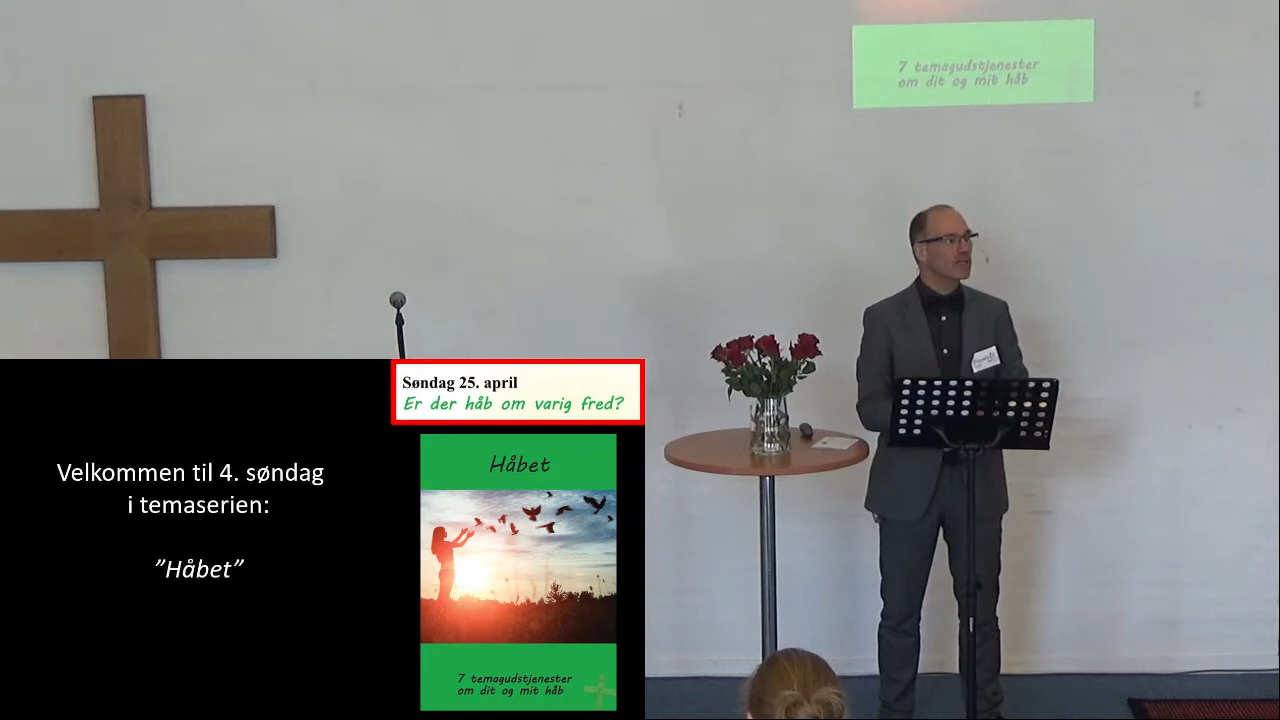 7 temagudstjenester
om dit og mit håb
Søndag 25. april
Er der håb om varig fred?
Velkommen til 4. søndag
i temaserien:
”Håbet”
Håbet
7 temagudstjenester
om dit og mit håb